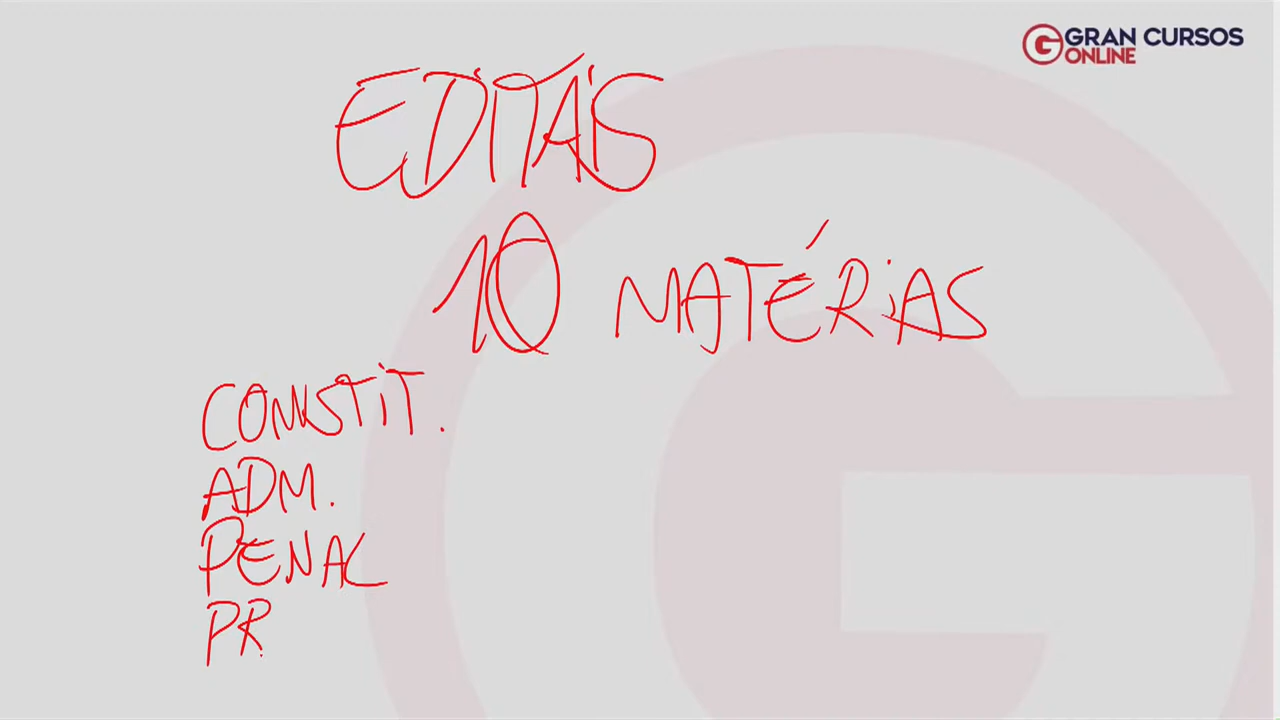 GRAN CURSOS
ONLINE
EDITAIS
10 MATÉRIAS
CONSTIT.
ADM.
PENAL
PR